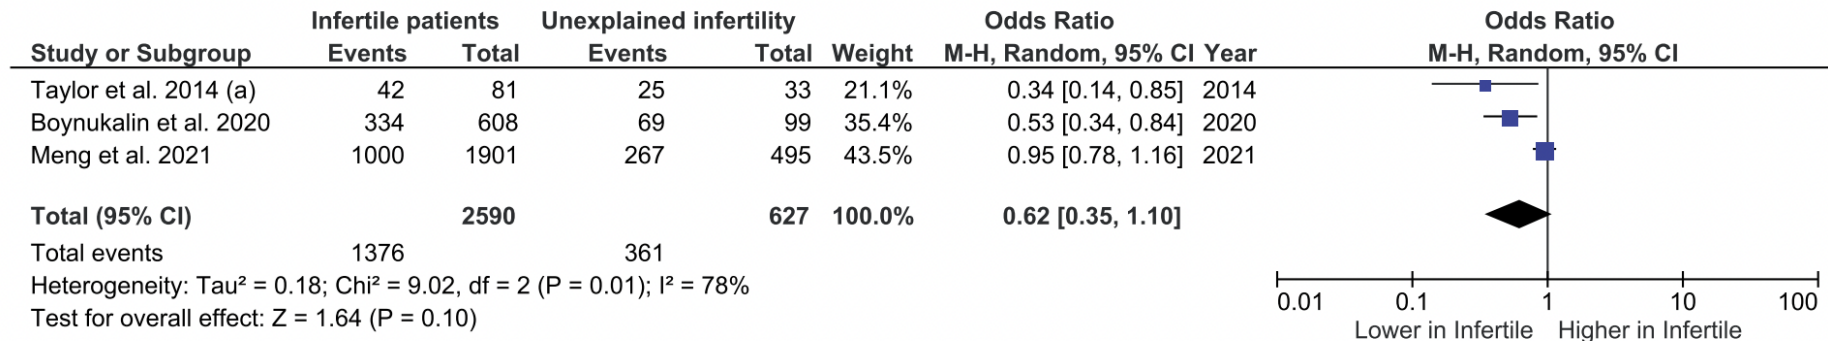 Infertile patients Unexplained infertility Odds Ratio Odds Ratio
Study or Subgroup Events Total Events Total Weight M-H, Random, 95% CI Year M-H, Random, 95% CI
Taylor et al. 2014 (a) 42 81 25 33 21.1% 0.34 [0.14, 0.85] 2014
Boynukalin et al. 2020 334 608 69 99 35.4% 0.53 [0.34, 0.84] 2020
Meng et al. 2021 1000 1901 267 495 43.5% 0.95 [0.78, 1.16] 2021
Total (95% CI) 2590 627 100.0% 0.62 [0.35, 1.10]
Total events 1376 361
Heterogeneity: Tau² = 0.18; Chi² = 9.02, df = 2 (P = 0.01); I² = 78%
Test for overall effect: Z = 1.64 (P = 0.10)
0.01 0.1 1 10 100
Lower in Infertile Higher in Infertile